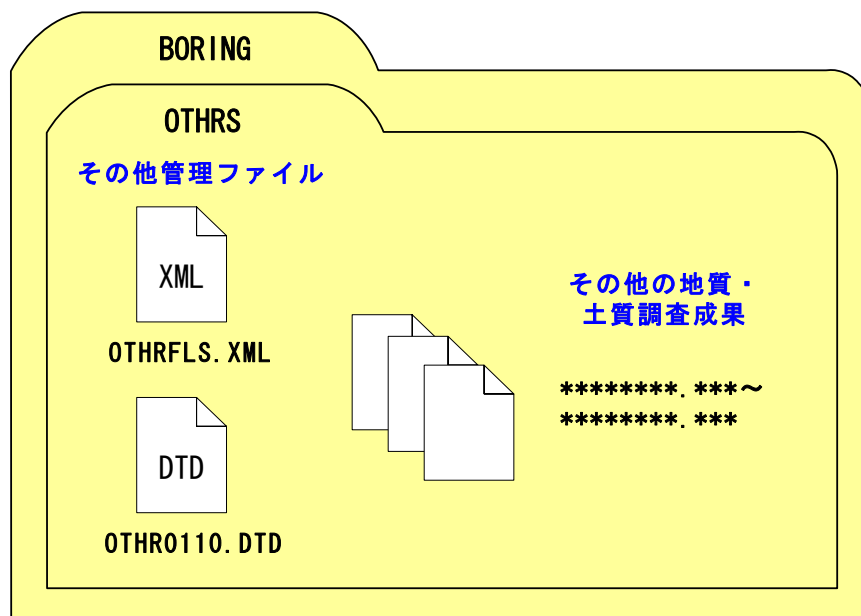 BORING
OTHRS
その他管理ファイル
XML
OTHRFLS.XML
DTD
OTHR0110.DTD
その他の地質・
土質調査成果
********.***～
********.***